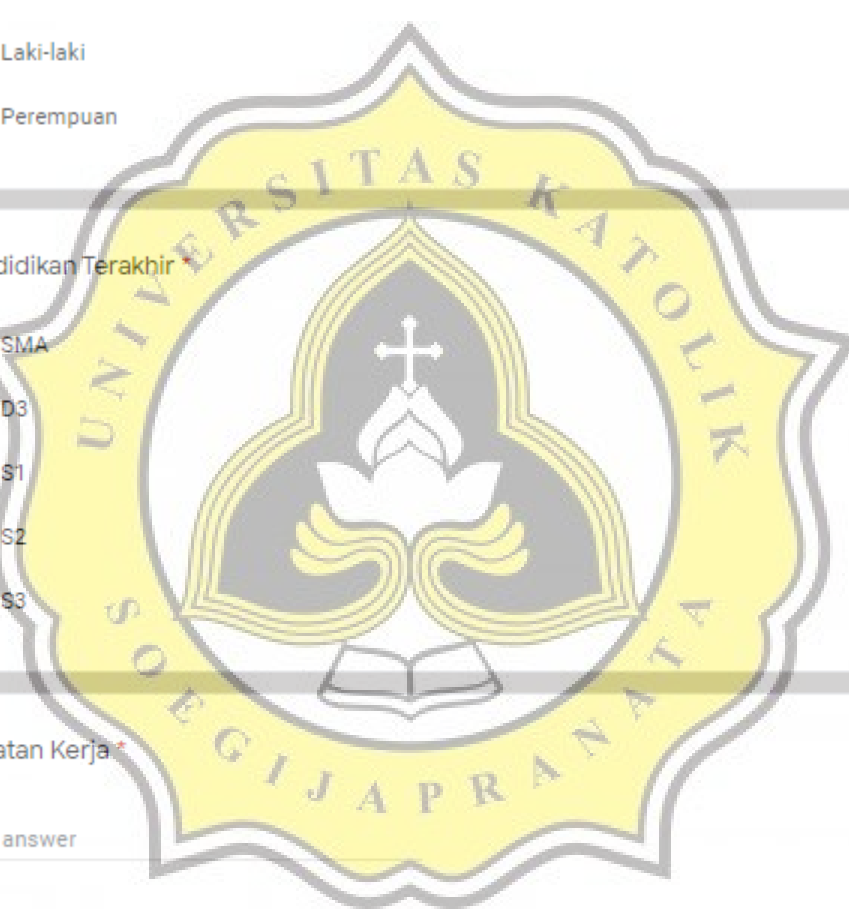 Laki-laki
Perempuan
UNIVERSITAS KATOLIK
didikan Terakhir *
SMA
D3
S1
S2
S3
SOEGIJAPRANATA
atan Kerja *
answer